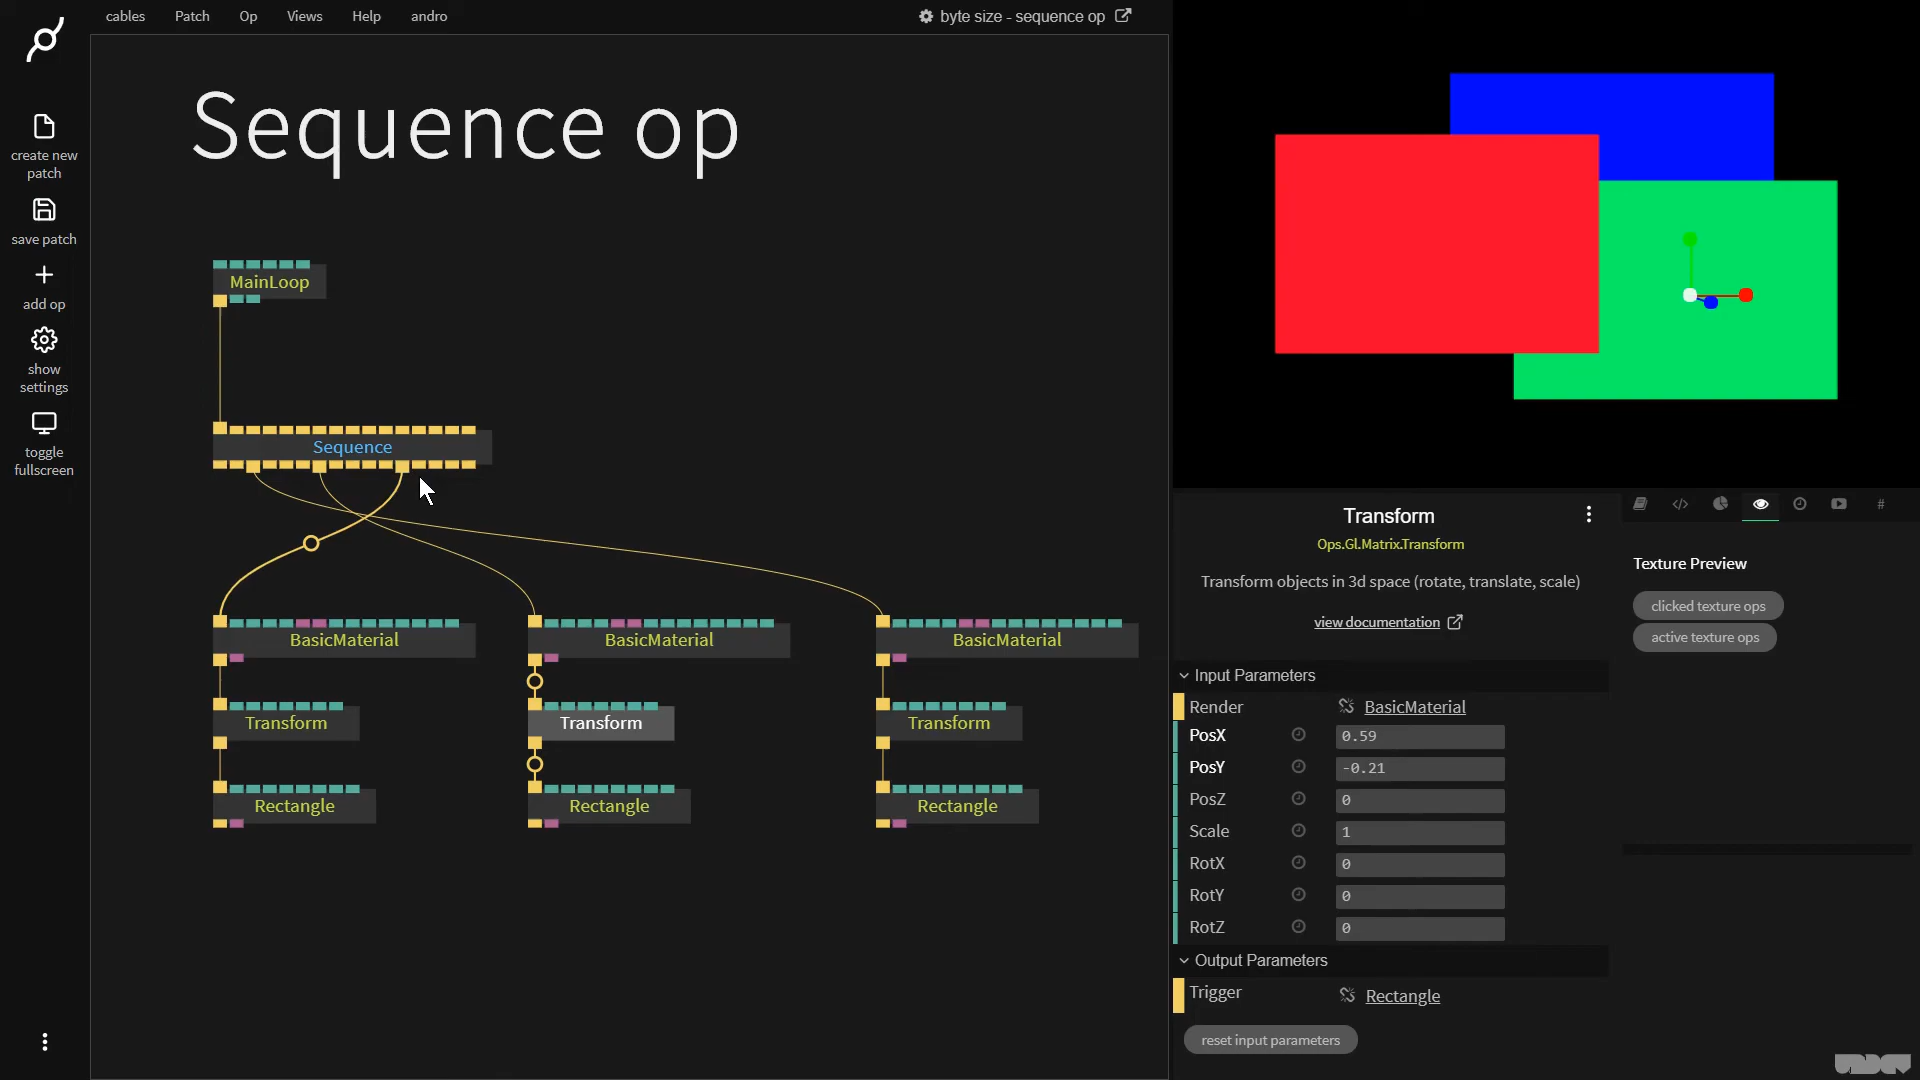 cables Patch Op Views Help andro
byte size - sequence op
create new
patch
save patch
add op
show
settings
toggle
fullscreen
Sequence op
MainLoop
Sequence
BasicMaterial BasicMaterial BasicMaterial
Transform Transform Transform
Rectangle Rectangle Rectangle
Transform
Ops.Gl.Matrix.Transform
Transform objects in 3d space (rotate, translate, scale)
view documentation
Input Parameters
Render BasicMaterial
PosX 0.59
PosY -0.21
PosZ 0
Scale 1
RotX 0
RotY 0
RotZ 0
Output Parameters
Trigger Rectangle
reset input parameters
#
Texture Preview
clicked texture ops
active texture ops